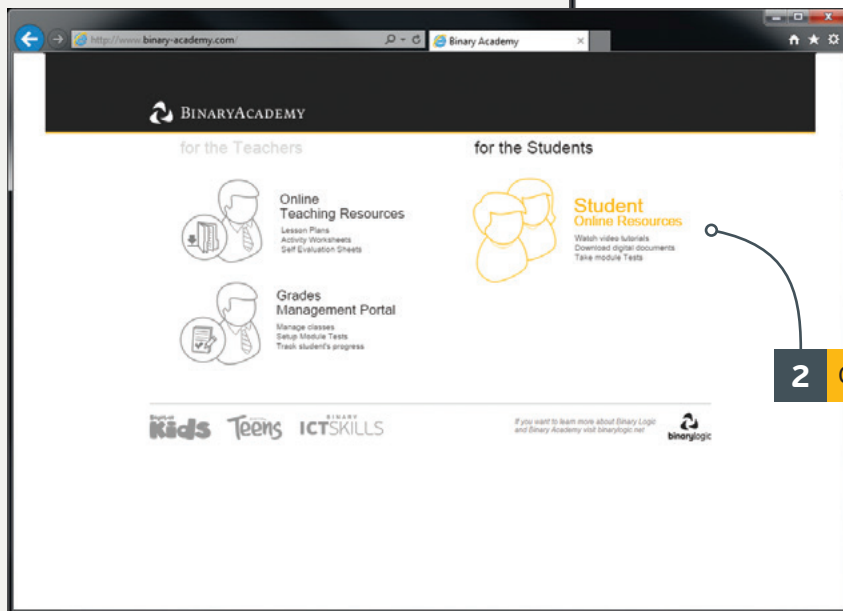 http://www.binary-academy.com/
Binary Academy
BINARYACADEMY
for the Teachers
Online
Teaching Resources
Lesson Plans
Activity Worksheets
Self Evaluation Sheets
Grades
Management Portal
Manage classes
Setup Module Tests
Track student's progress
for the Students
Student
Online Resources
Watch video tutorials
Download digital documents
Take module Tests
2
Kids
Teens
BINARY
ICTSKILLS
If you want to learn more about Binary Logic
and Binary Academy visit binarylogic.net
binarylogic